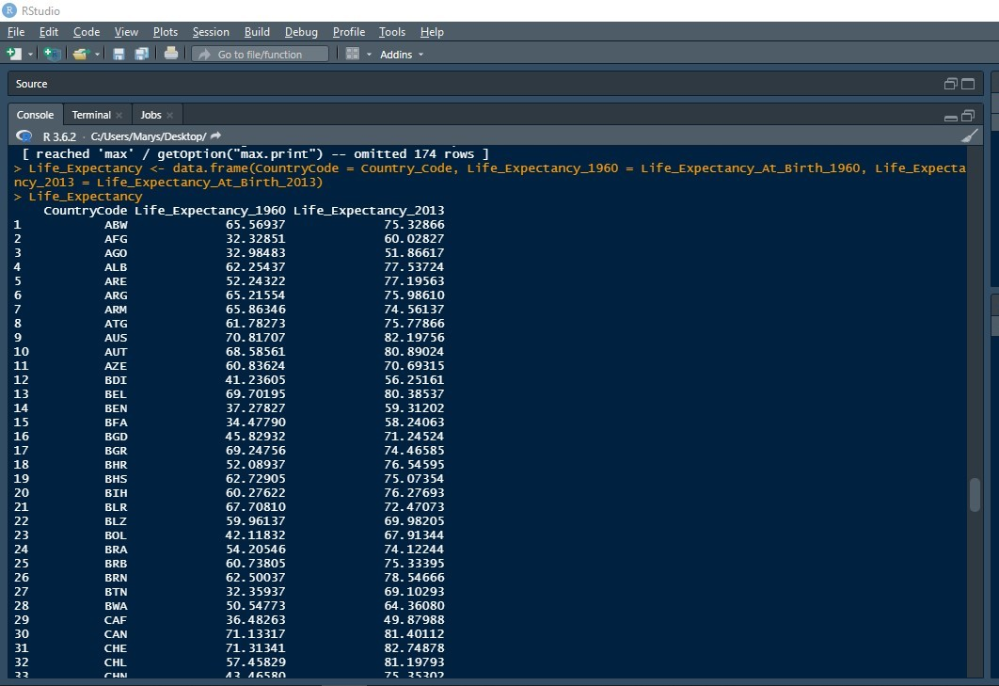 RStudio
File Edit Code View Plots Session Build Debug Profile Tools Help
Go to file/function Addins
Source
Console Terminal Jobs
R 3.6.2 · C:/Users/Marys/Desktop/
[ reached 'max' / getOption("max.print") -- omitted 174 rows ]
> Life_Expectancy <- data.frame(CountryCode = Country_Code, Life_Expectancy_1960 = Life_Expectancy_At_Birth_1960, Life_Expecta
ncy_2013 = Life_Expectancy_At_Birth_2013)
> Life_Expectancy
CountryCode Life_Expectancy_1960 Life_Expectancy_2013
1 ABW 65.56937 75.32866
2 AFG 32.32851 60.02827
3 AGO 32.98483 51.86617
4 ALB 62.25437 77.53724
5 ARE 52.24322 77.19563
6 ARG 65.21554 75.98610
7 ARM 65.86346 74.56137
8 ATG 61.78273 75.77866
9 AUS 70.81707 82.19756
10 AUT 68.58561 80.89024
11 AZE 60.83624 70.69315
12 BDI 41.23605 56.25161
13 BEL 69.70195 80.38537
14 BEN 37.27827 59.31202
15 BFA 34.47790 58.24063
16 BGD 45.82932 71.24524
17 BGR 69.24756 74.46585
18 BHR 52.08937 76.54595
19 BHS 62.72905 75.07354
20 BIH 60.27622 76.27693
21 BLR 67.70810 72.47073
22 BLZ 59.96137 69.98205
23 BOL 42.11832 67.91344
24 BRA 54.20546 74.12244
25 BRB 60.73805 75.33395
26 BRN 62.50037 78.54666
27 BTN 32.35937 69.10293
28 BWA 50.54773 64.36080
29 CAF 36.48263 49.87988
30 CAN 71.13317 81.40112
31 CHE 71.31341 82.74878
32 CHL 57.45829 81.19793
33 CHN 43.46580 75.35302